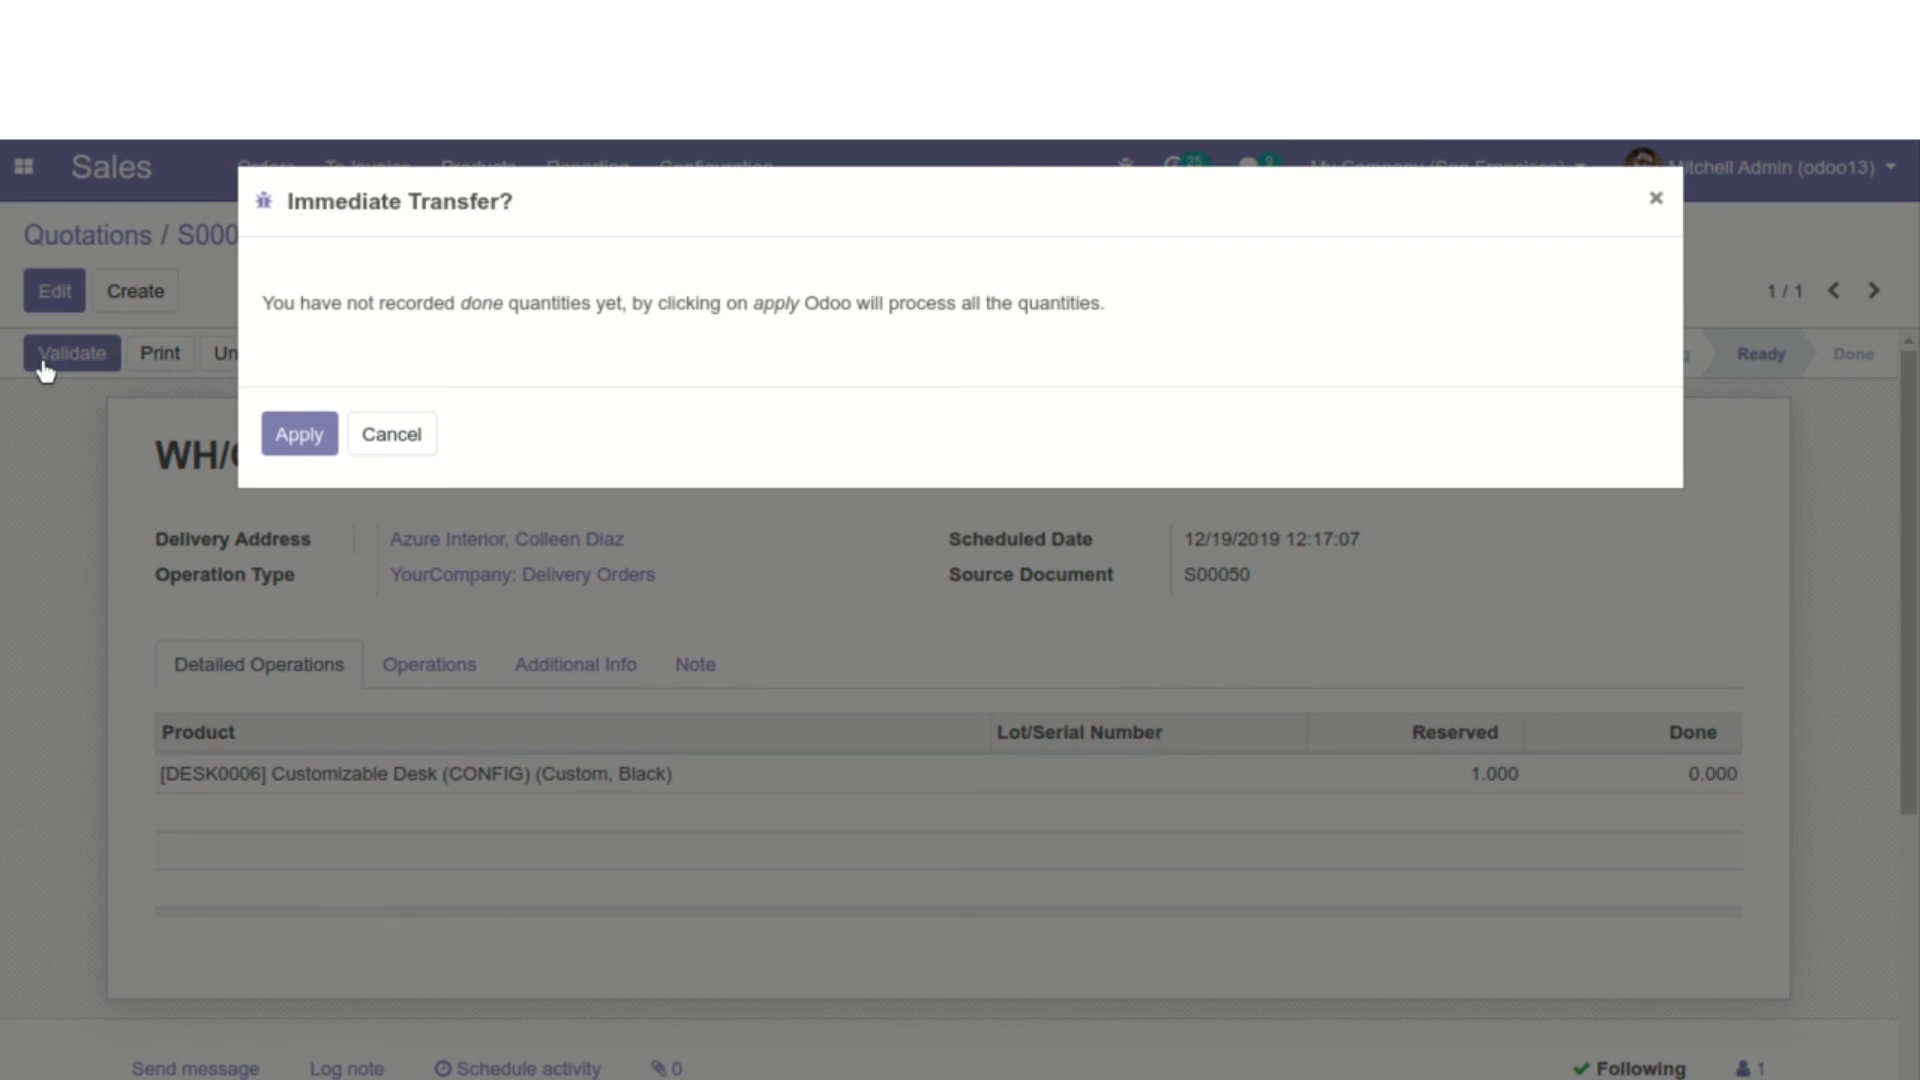 Sales
25
9
Mitchell Admin (odoo13)
Immediate Transfer?
×
Quotations / S000
Edit
Create
1 / 1
You have not recorded done quantities yet, by clicking on apply Odoo will process all the quantities.
Validate
Print
Un
Ready
Done
Apply
Cancel
WH/
Delivery Address
Azure Interior, Colleen Diaz
Scheduled Date
12/19/2019 12:17:07
Operation Type
YourCompany: Delivery Orders
Source Document
S00050
Detailed Operations
Operations
Additional Info
Note
Product
Lot/Serial Number
Reserved
Done
[DESK0006] Customizable Desk (CONFIG) (Custom, Black)
1.000
0.000
Send message
Log note
Schedule activity
0
Following
1